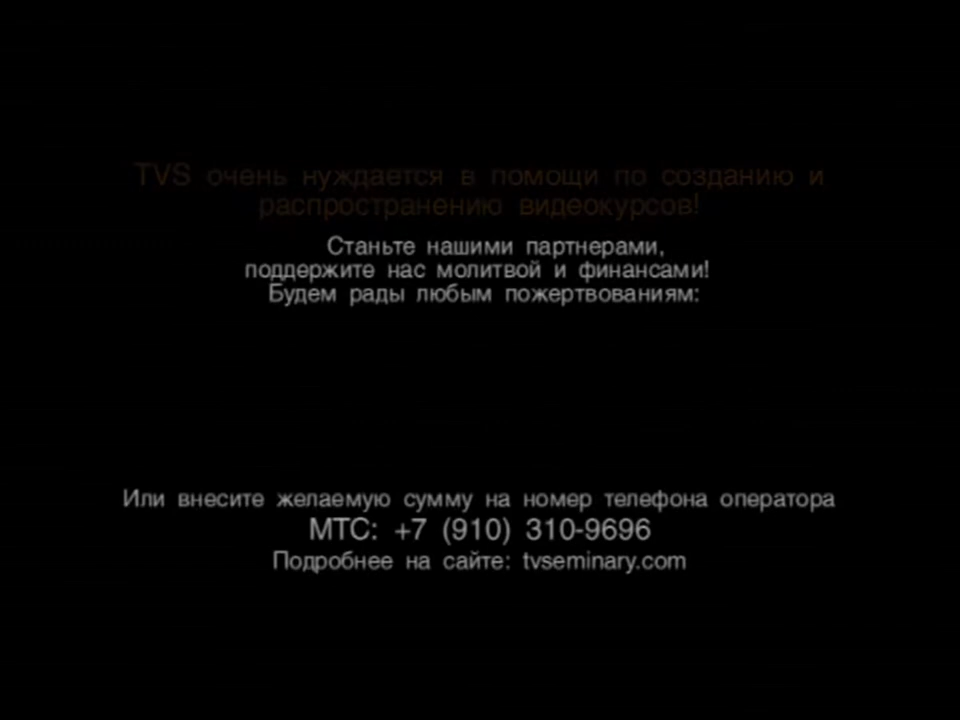 TVS очень нуждается в помощи по созданию и
распространению видеокурсов!
Станьте нашими партнерами,
поддержите нас молитвой и финансами!
Будем рады любым пожертвованиям:
Или внесите желаемую сумму на номер телефона оператора
МТС: +7 (910) 310-9696
Подробнее на сайте: tvseminary.com